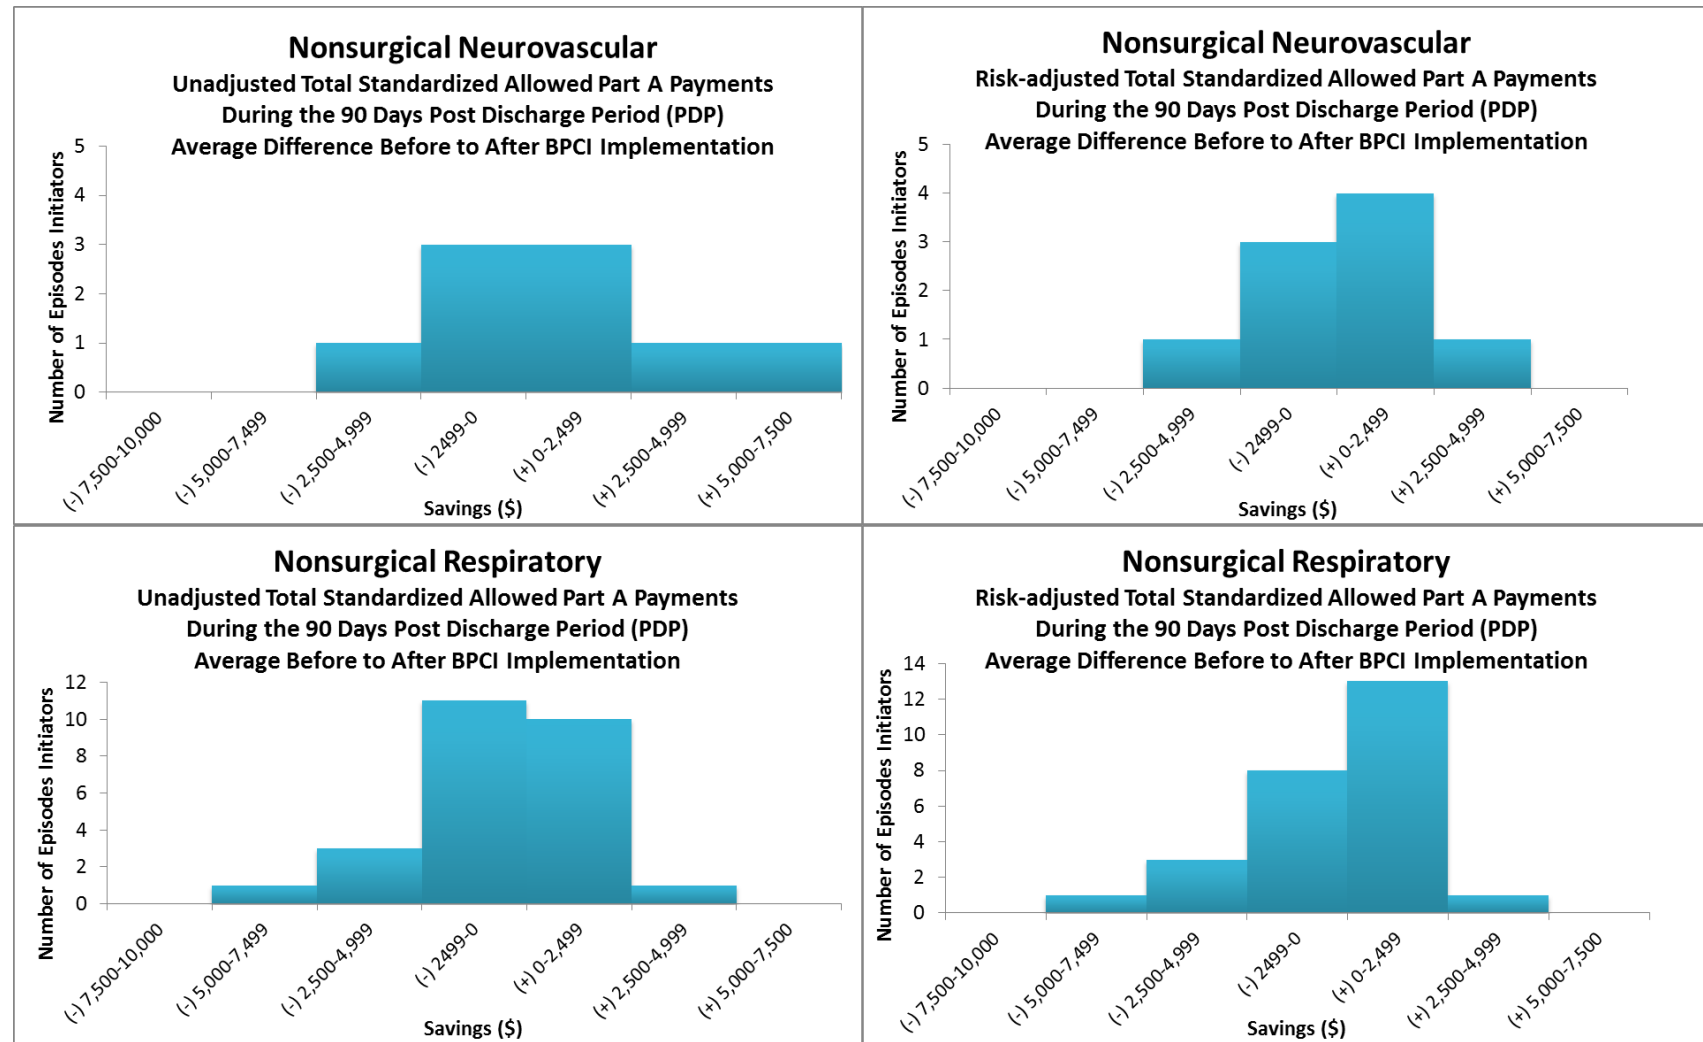 Nonsurgical Neurovascular
Unadjusted Total Standardized Allowed Part A Payments
During the 90 Days Post Discharge Period (PDP)
Average Difference Before to After BPCI Implementation
Number of Episodes Initiators
5
4
3
2
1
0
(-) 7,500-10,000
(-) 5,000-7,499
(-) 2,500-4,999
(-) 2499-0
(+) 0-2,499
(+) 2,500-4,999
(+) 5,000-7,500
Savings ($)
Nonsurgical Neurovascular
Risk-adjusted Total Standardized Allowed Part A Payments
During the 90 Days Post Discharge Period (PDP)
Average Difference Before to After BPCI Implementation
Number of Episodes Initiators
5
4
3
2
1
0
(-) 7,500-10,000
(-) 5,000-7,499
(-) 2,500-4,999
(-) 2499-0
(+) 0-2,499
(+) 2,500-4,999
(+) 5,000-7,500
Savings ($)
Nonsurgical Respiratory
Unadjusted Total Standardized Allowed Part A Payments
During the 90 Days Post Discharge Period (PDP)
Average Before to After BPCI Implementation
Number of Episodes Initiators
12
10
8
6
4
2
0
(-) 7,500-10,000
(-) 5,000-7,499
(-) 2,500-4,999
(-) 2499-0
(+) 0-2,499
(+) 2,500-4,999
(+) 5,000-7,500
Savings ($)
Nonsurgical Respiratory
Risk-adjusted Total Standardized Allowed Part A Payments
During the 90 Days Post Discharge Period (PDP)
Average Difference Before to After BPCI Implementation
Number of Episodes Initiators
14
12
10
8
6
4
2
0
(-) 7,500-10,000
(-) 5,000-7,499
(-) 2,500-4,999
(-) 2499-0
(+) 0-2,499
(+) 2,500-4,999
(+) 5,000-7,500
Savings ($)